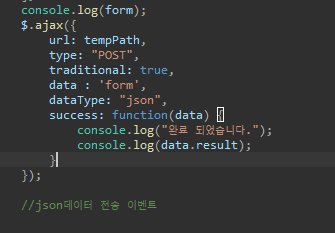 console.log(form);
$.ajax({
url: tempPath,
type: "POST",
traditional: true,
data : 'form',
dataType: "json",
success: function(data) {
console.log("완료 되었습니다.");
console.log(data.result);
}
});
//json데이터 전송 이벤트